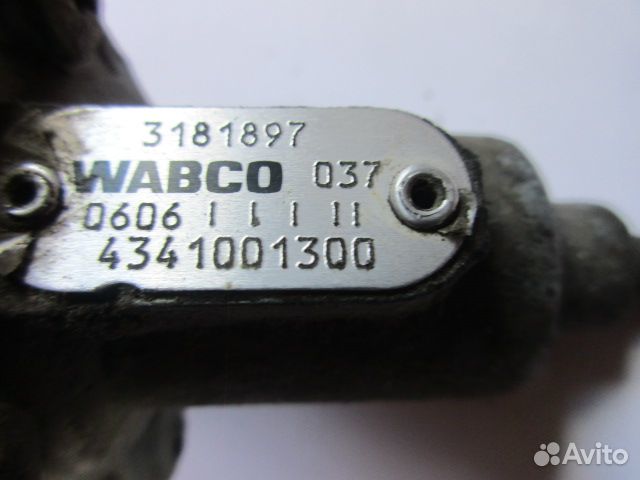 3181897
WABCO 037
0606 I I I II
4341001300
Avito